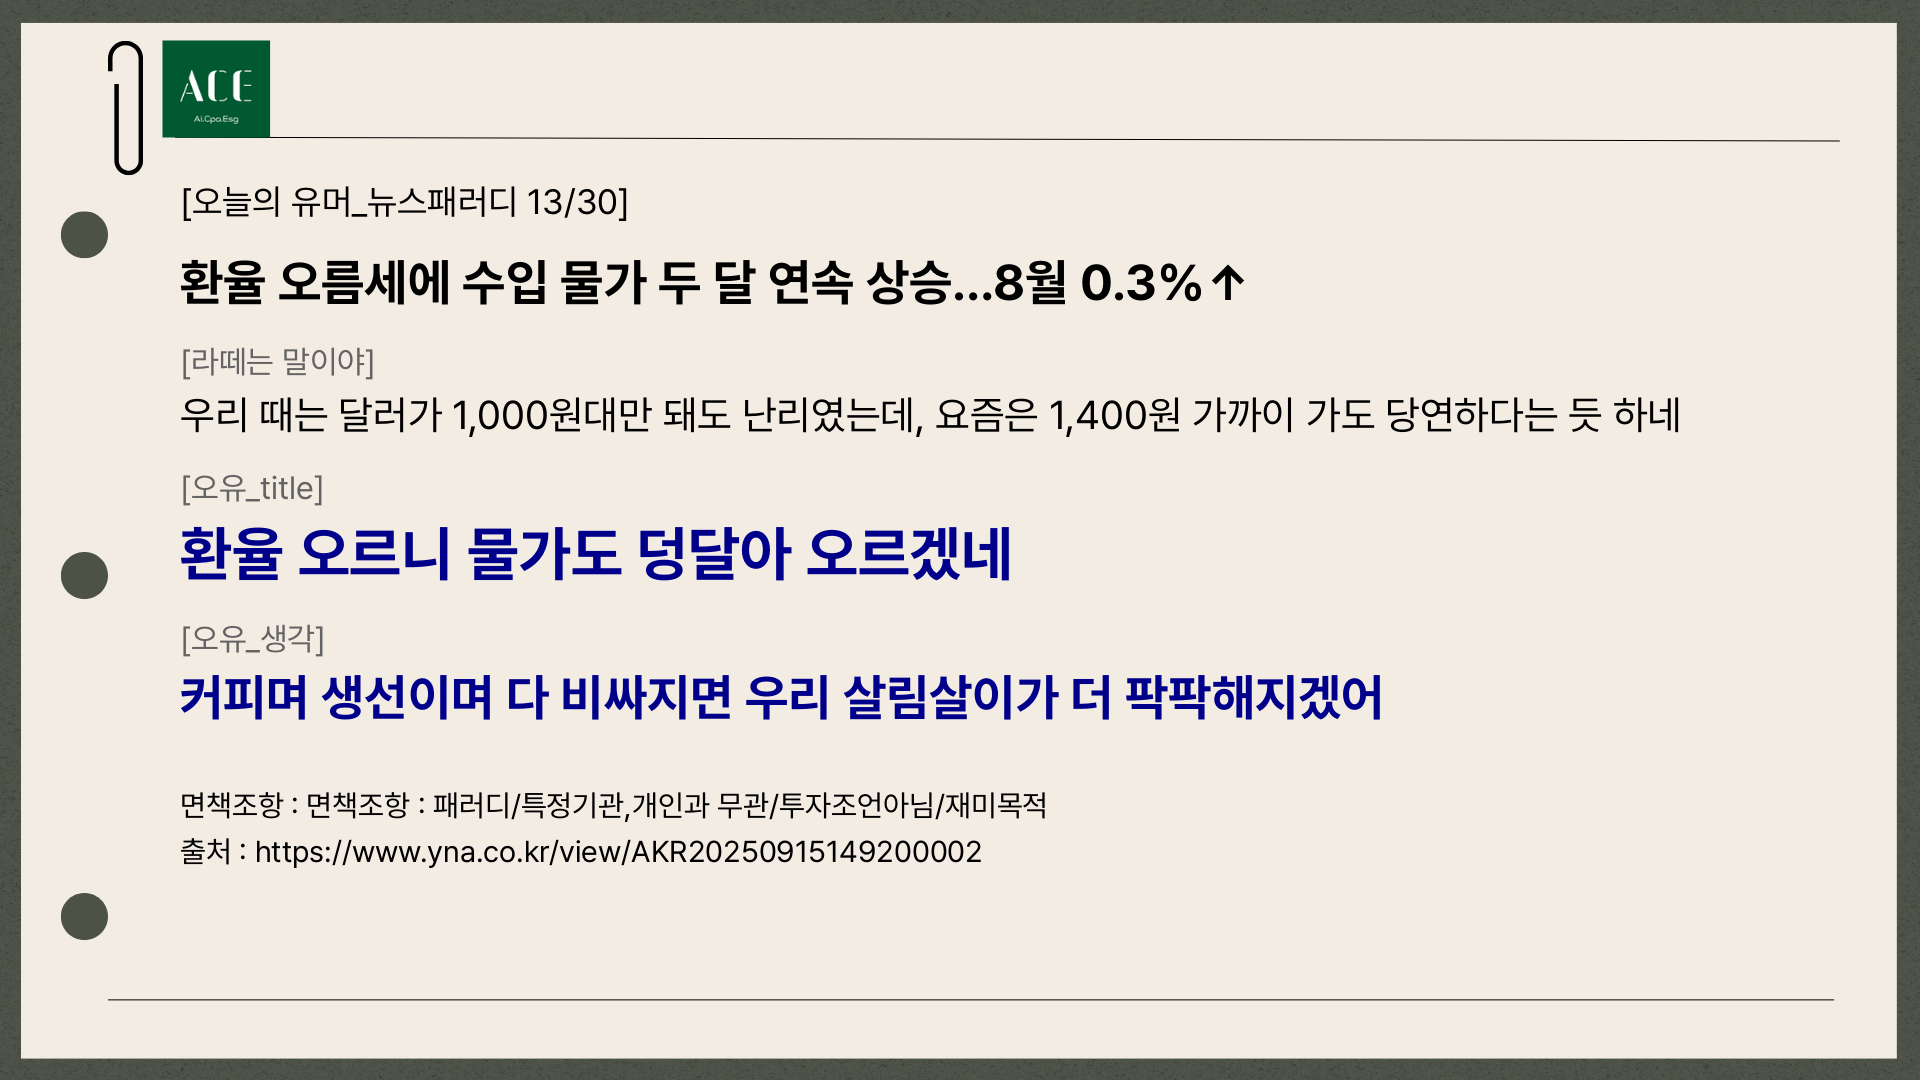 ACE
Ai.Cpa.Esg
[오늘의 유머_뉴스패러디 13/30]
환율 오름세에 수입 물가 두 달 연속 상승...8월 0.3%↑
[라떼는 말이야]
우리 때는 달러가 1,000원대만 돼도 난리였는데, 요즘은 1,400원 가까이 가도 당연하다는 듯 하네
[오유_title]
환율 오르니 물가도 덩달아 오르겠네
[오유_생각]
커피며 생선이며 다 비싸지면 우리 살림살이가 더 팍팍해지겠어
면책조항 : 면책조항 : 패러디/특정기관,개인과 무관/투자조언아님/재미목적
출처 : https://www.yna.co.kr/view/AKR20250915149200002